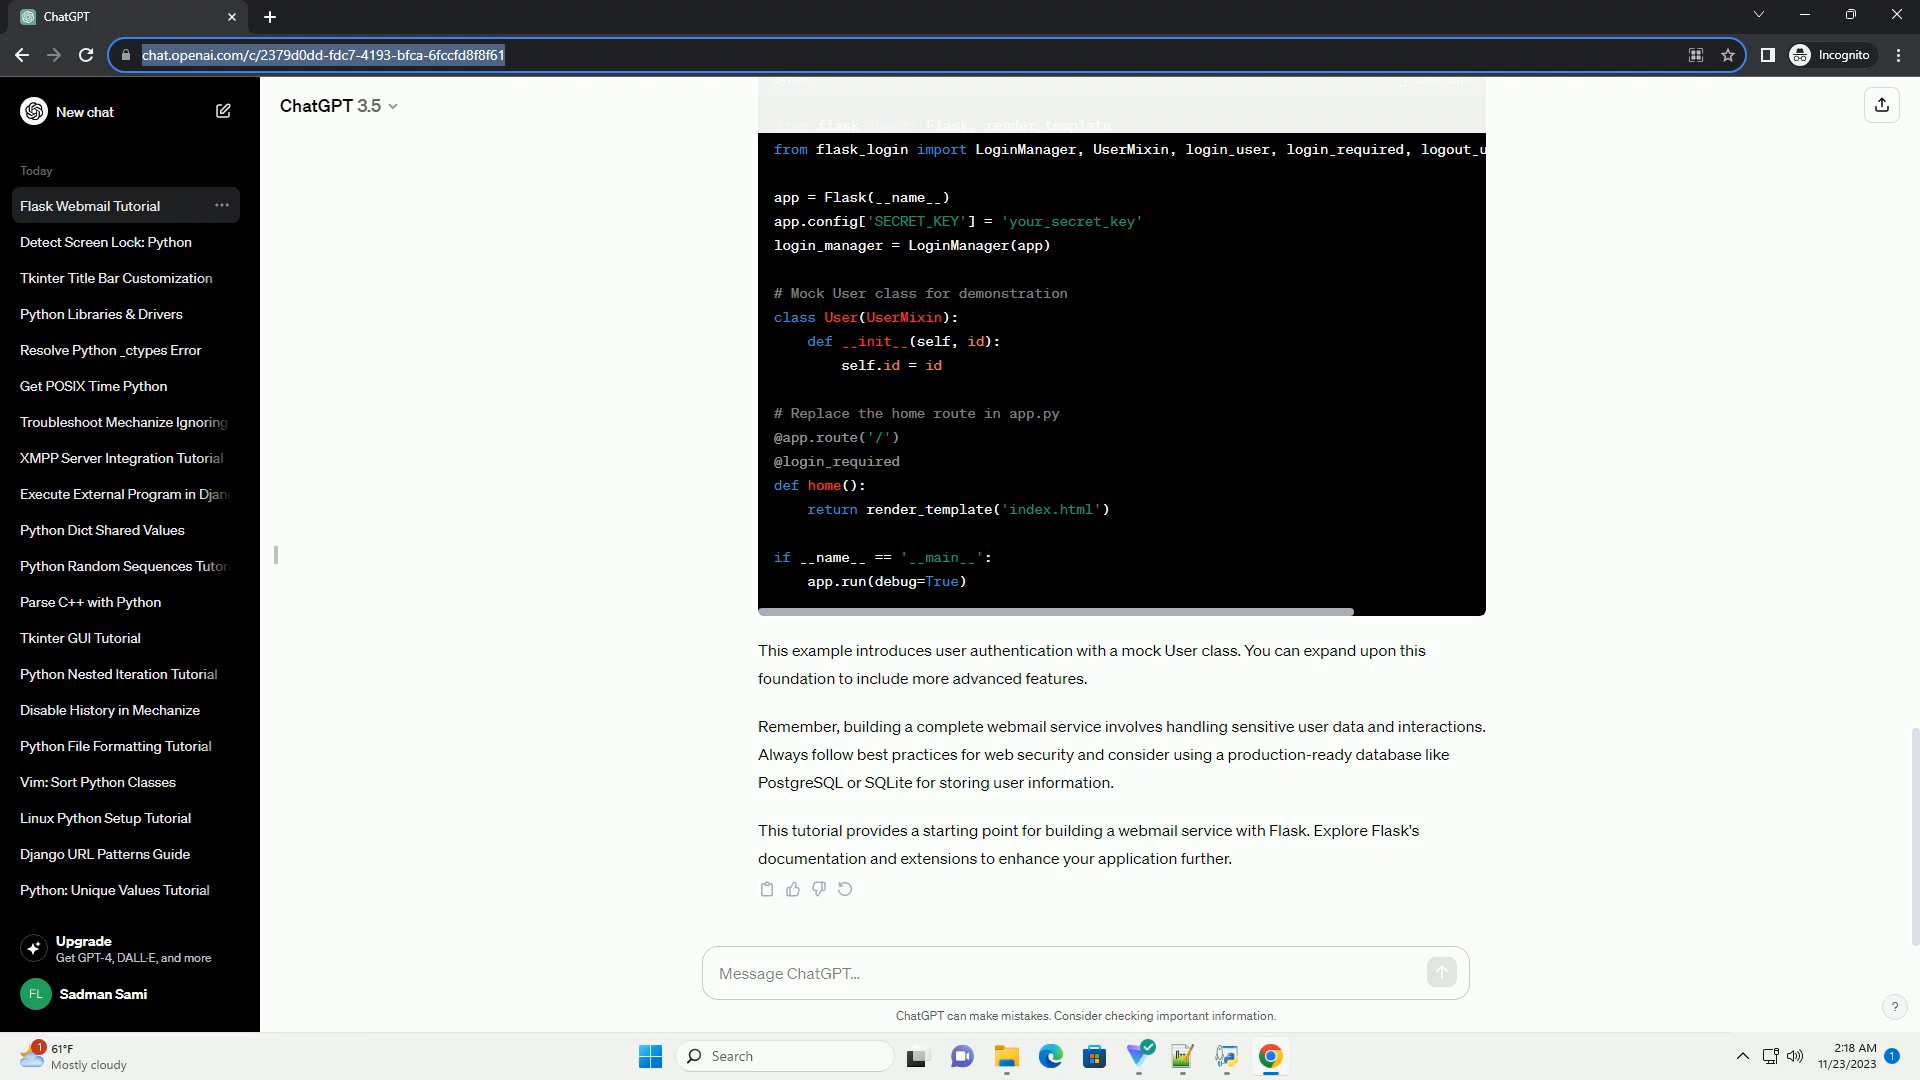 ChatGPT
chat.openai.com/c/2379d0dd-fdc7-4193-bfca-6fccfd8f8f61
Incognito
New chat
Today
Flask Webmail Tutorial
Detect Screen Lock: Python
Tkinter Title Bar Customization
Python Libraries & Drivers
Resolve Python _ctypes Error
Get POSIX Time Python
Troubleshoot Mechanize Ignoring
XMPP Server Integration Tutorial
Execute External Program in Djan
Python Dict Shared Values
Python Random Sequences Tutor
Parse C++ with Python
Tkinter GUI Tutorial
Python Nested Iteration Tutorial
Disable History in Mechanize
Python File Formatting Tutorial
Vim: Sort Python Classes
Linux Python Setup Tutorial
Django URL Patterns Guide
Python: Unique Values Tutorial
Upgrade
Get GPT-4, DALL·E, and more
FL
Sadman Sami
ChatGPT 3.5
from flask import Flask, render_template
from flask_login import LoginManager, UserMixin, login_user, login_required, logout_u
app = Flask(__name__)
app.config['SECRET_KEY'] = 'your_secret_key'
login_manager = LoginManager(app)
# Mock User class for demonstration
class User(UserMixin):
def __init__(self, id):
self.id = id
# Replace the home route in app.py
@app.route('/')
@login_required
def home():
return render_template('index.html')
if __name__ == '__main__':
app.run(debug=True)
This example introduces user authentication with a mock User class. You can expand upon this
foundation to include more advanced features.
Remember, building a complete webmail service involves handling sensitive user data and interactions.
Always follow best practices for web security and consider using a production-ready database like
PostgreSQL or SQLite for storing user information.
This tutorial provides a starting point for building a webmail service with Flask. Explore Flask's
documentation and extensions to enhance your application further.
Message ChatGPT...
ChatGPT can make mistakes. Consider checking important information.
?
1
61°F
Mostly cloudy
Search
2:18 AM
11/23/2023
1